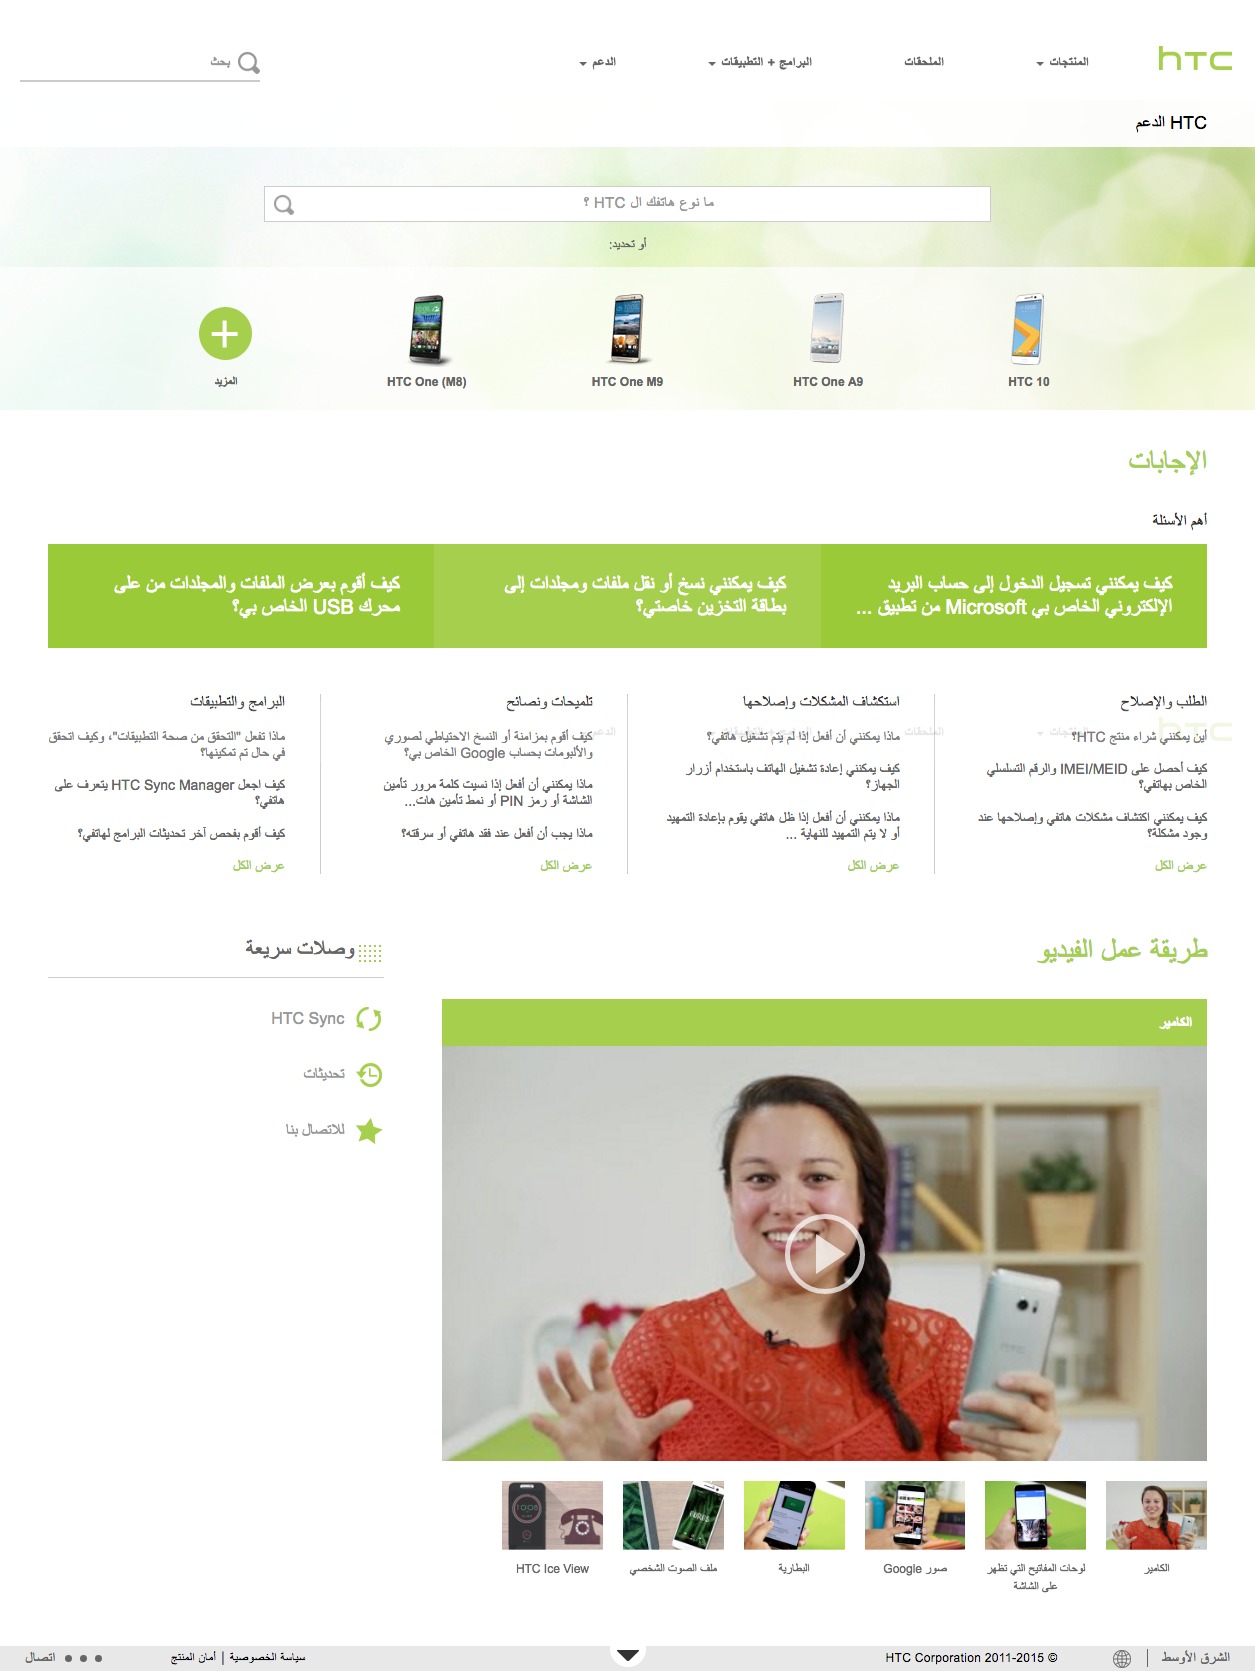 hTC
المنتجات
الملحقات
البرامج + التطبيقات
الدعم
بحث
HTC الدعم
ما نوع هاتفك ال HTC ؟
أو تحديد:
HTC 10
HTC One A9
HTC One M9
HTC One (M8)
المزيد
الإجابات
أهم الأسئلة
كيف يمكنني تسجيل الدخول إلى حساب البريد
الإلكتروني الخاص بي Microsoft من تطبيق ...
كيف يمكنني نسخ أو نقل ملفات ومجلدات إلى
بطاقة التخزين خاصتي؟
كيف أقوم بعرض الملفات والمجلدات من على
محرك USB الخاص بي؟
الطلب والإصلاح
أين يمكنني شراء منتج HTC؟
كيف أحصل على IMEI/MEID والرقم التسلسلي
الخاص بهاتفي؟
كيف يمكنني اكتشاف مشكلات هاتفي وإصلاحها عند
وجود مشكلة؟
عرض الكل
استكشاف المشكلات وإصلاحها
ماذا يمكنني أن أفعل إذا لم يتم تشغيل هاتفي؟
كيف يمكنني إعادة تشغيل الهاتف باستخدام أزرار
الجهاز؟
ماذا يمكنني أن أفعل إذا ظل هاتفي يقوم بإعادة التمهيد
أو لا يتم التمهيد للنهاية ...
عرض الكل
تلميحات ونصائح
كيف أقوم بمزامنة أو النسخ الاحتياطي لصوري
والألبومات بحساب Google الخاص بي؟
ماذا يمكنني أن أفعل إذا نسيت كلمة مرور تأمين
الشاشة أو رمز PIN أو نمط تأمين هات...
ماذا يجب أن أفعل عند فقد هاتفي أو سرقته؟
عرض الكل
البرامج والتطبيقات
ماذا تفعل "التحقق من صحة التطبيقات"، وكيف اتحقق
في حال تم تمكينها؟
كيف اجعل HTC Sync Manager يتعرف على
هاتفي؟
كيف أقوم بفحص آخر تحديثات البرامج لهاتفي؟
عرض الكل
hTC
المنتجات
الملحقات
الدعم
طريقة عمل الفيديو
الكامير
hTC
الكامير
لوحات المفاتيح التي تظهر
على الشاشة
صور Google
البطارية
ملف الصوت الشخصي
HTC Ice View
وصلات سريعة
HTC Sync
تحديثات
للاتصال بنا
الشرق الأوسط
© HTC Corporation 2011-2015
سياسة الخصوصية | أمان المنتج
اتصال